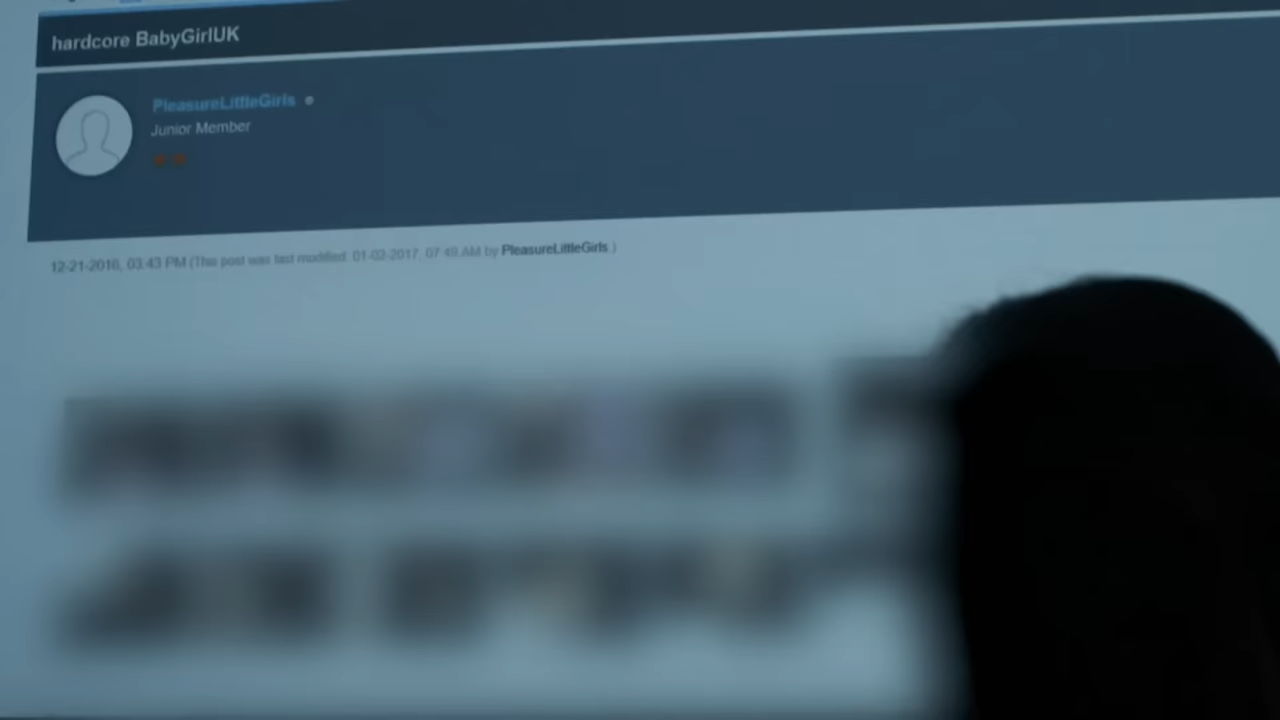 hardcore BabyGirlUK
PleasureLittleGirls
Junior Member
12-21-2016, 03:43 PM (This post was last modified: 01-02-2017, 07:49 AM by PleasureLittleGirls.)